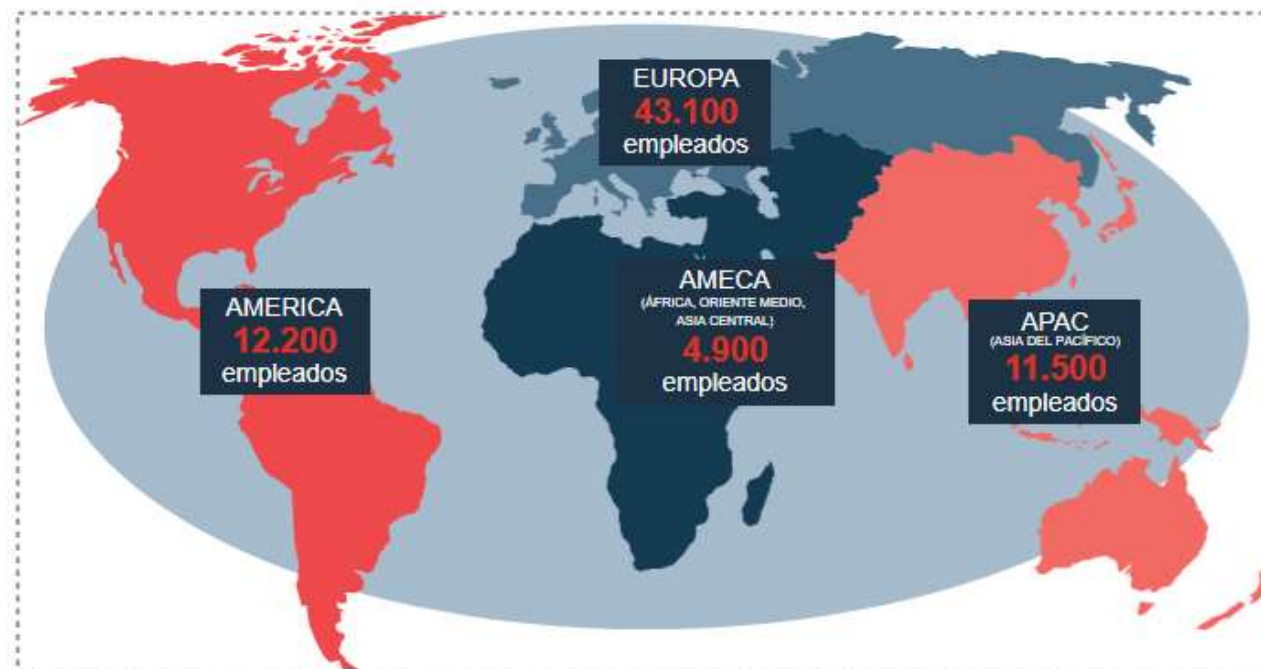 EUROPA
43.100
empleados
AMERICA
12.200
empleados
AMECA
(ÁFRICA, ORIENTE MEDIO,
ASIA CENTRAL)
4.900
empleados
APAC
(ASIA DEL PACÍFICO)
11.500
empleados